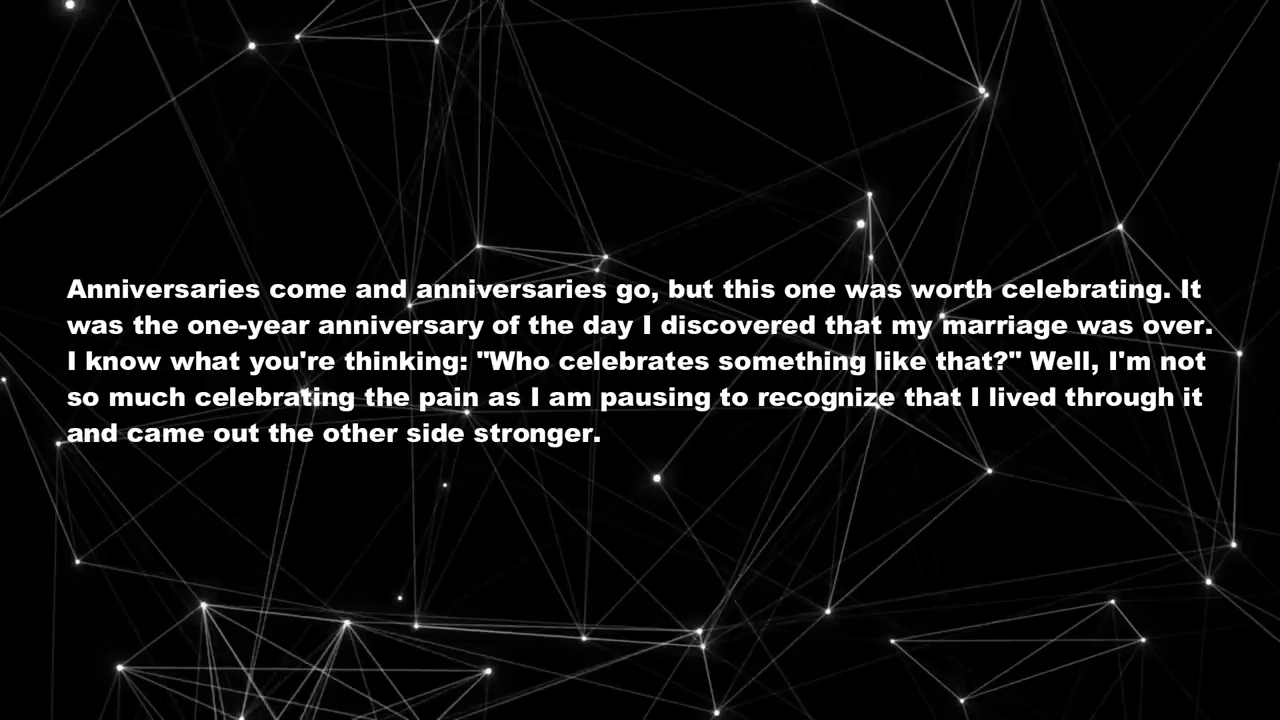 Anniversaries come and anniversaries go, but this one was worth celebrating. It
was the one-year anniversary of the day I discovered that my marriage was over.
I know what you're thinking: "Who celebrates something like that?" Well, I'm not
so much celebrating the pain as I am pausing to recognize that I lived through it
and came out the other side stronger.